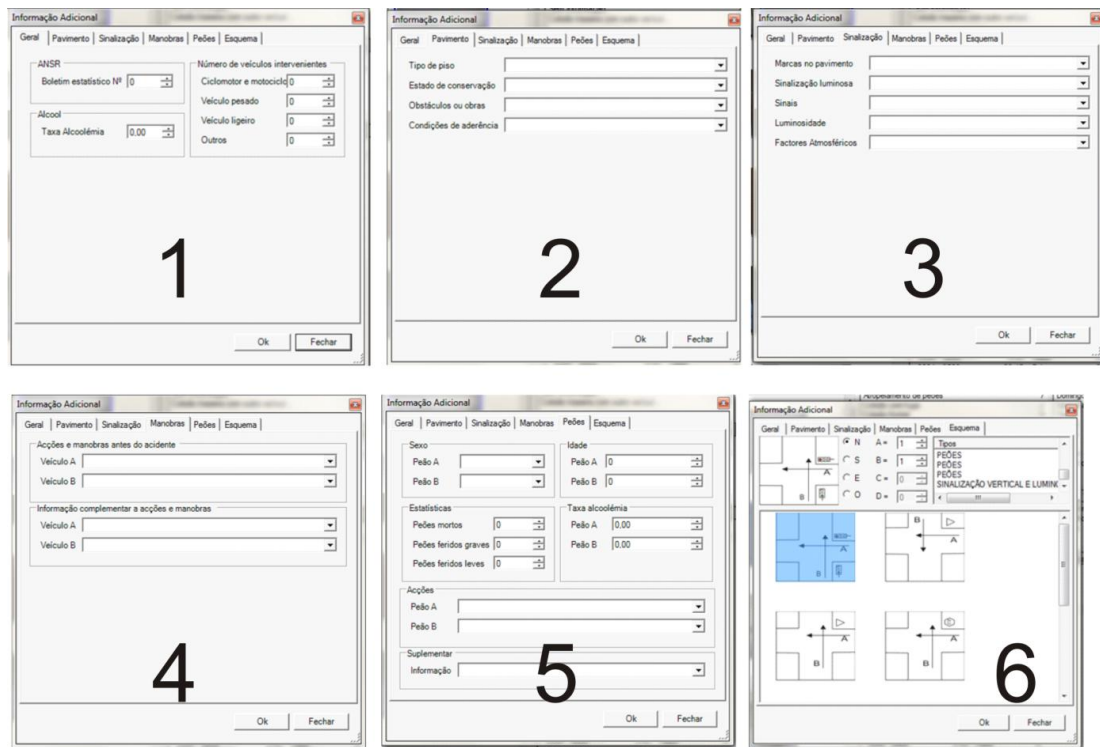 Informação Adicional
Geral Pavimento Sinalização Manobras Peões Esquema
ANSR
Boletim estatístico Nº 0
Alcool
Taxa Alcoolémia 0,00
Número de veículos intervenientes
Ciclomotor e motociclo 0
Veículo pesado 0
Veículo ligeiro 0
Outros 0
1
Ok Fechar
Informação Adicional
Geral Pavimento Sinalização Manobras Peões Esquema
Tipo de piso
Estado de conservação
Obstáculos ou obras
Condições de aderência
2
Ok Fechar
Informação Adicional
Geral Pavimento Sinalização Manobras Peões Esquema
Marcas no pavimento
Sinalização luminosa
Sinais
Luminosidade
Factores Atmosféricos
3
Ok Fechar
Informação Adicional
Geral Pavimento Sinalização Manobras Peões Esquema
Acções e manobras antes do acidente
Veículo A
Veículo B
Informação complementar a acções e manobras
Veículo A
Veículo B
4
Ok Fechar
Informação Adicional
Geral Pavimento Sinalização Manobras Peões Esquema
Sexo
Peão A
Peão B
Idade
Peão A 0
Peão B 0
Estatísticas
Peões mortos 0
Peões feridos graves 0
Peões feridos leves 0
Taxa alcoolémia
Peão A 0,00
Peão B 0,00
Acções
Peão A
Peão B
Suplementar
Informação
5
Ok Fechar
Atropelamento de peões
Informação Adicional
Geral Pavimento Sinalização Manobras Peões Esquema
A
B
N A = 1
S B = 1
E C = 0
O D = 0
Tipos
PEÕES
PEÕES
PEÕES
SINALIZAÇÃO VERTICAL E LUMIN
A
B
B
A
A
B
A
B
6
Ok Fechar